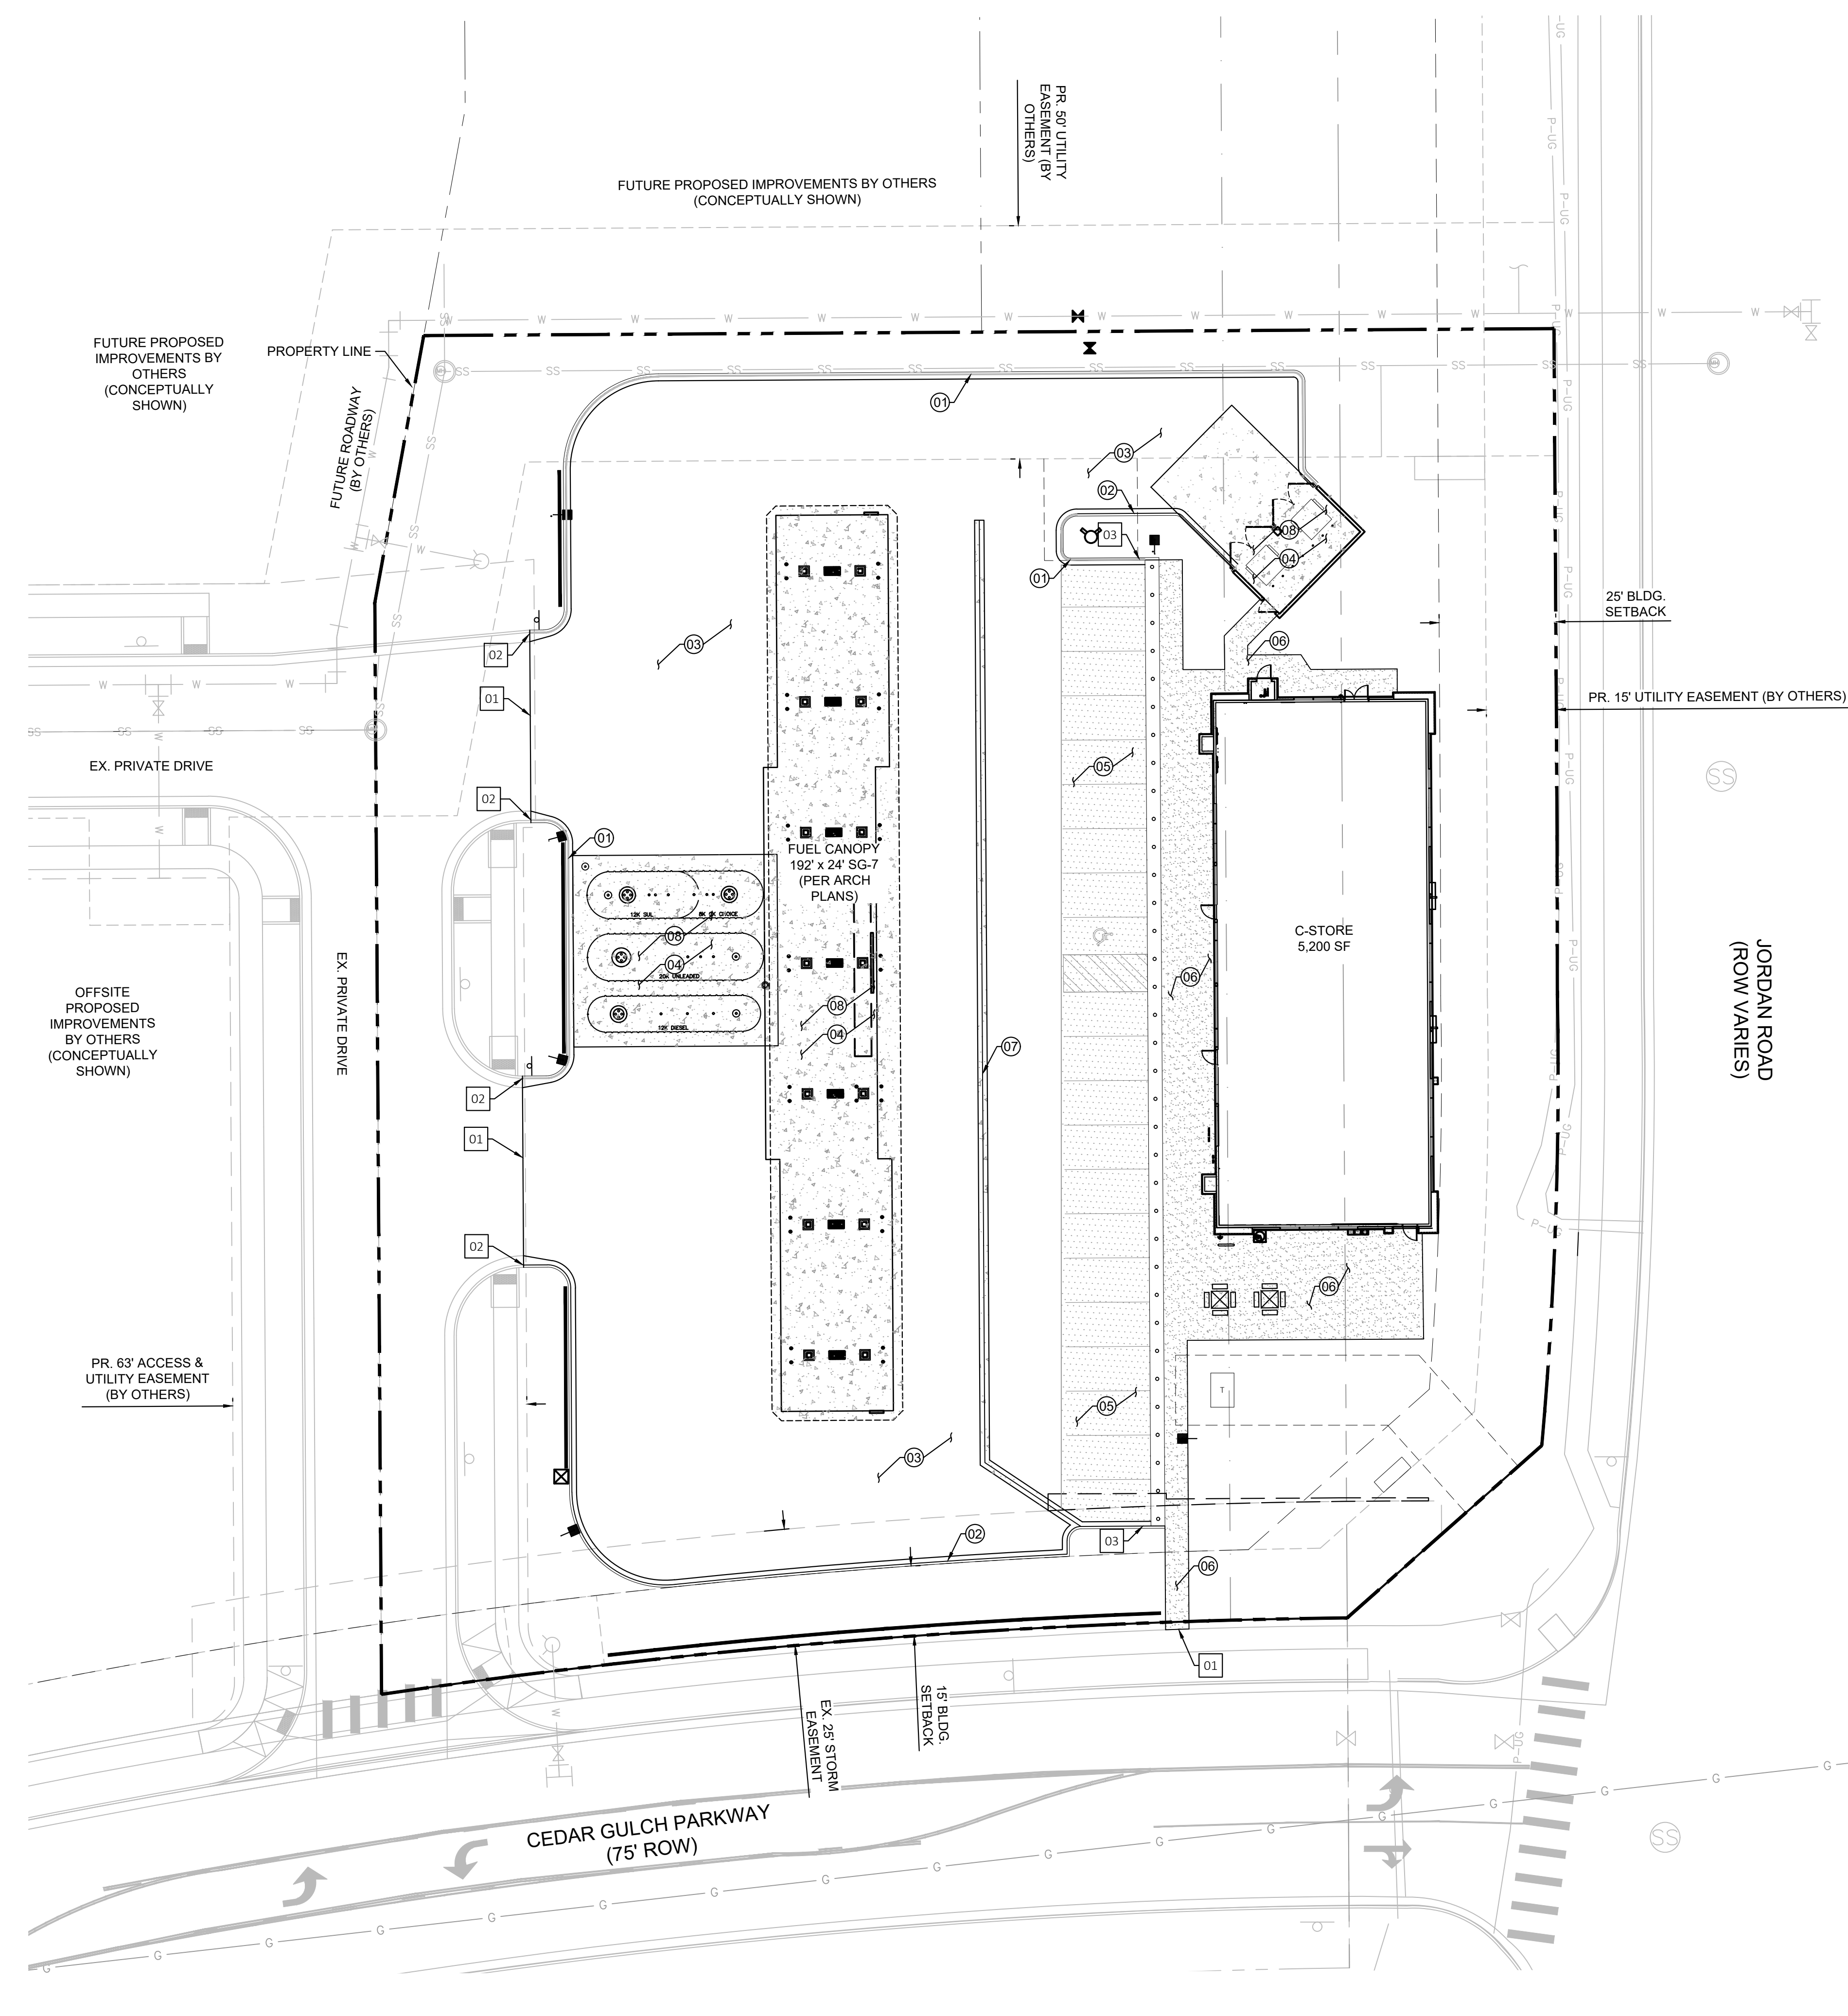 PR. 50' UTILITY
EASEMENT (BY
OTHERS)
FUTURE PROPOSED IMPROVEMENTS BY OTHERS
(CONCEPTUALLY SHOWN)
FUTURE PROPOSED
IMPROVEMENTS BY
OTHERS
(CONCEPTUALLY
SHOWN)
PROPERTY LINE
FUTURE ROADWAY
(BY OTHERS)
01
03
02
03
01
08
04
06
25' BLDG.
SETBACK
PR. 15' UTILITY EASEMENT (BY OTHERS)
02
01
03
EX. PRIVATE DRIVE
02
01
05
FUEL CANOPY
192' x 24' SG-7
(PER ARCH
PLANS)
12K SUL
08
04
20K UNLEADED
12K DIESEL
08
04
07
06
C-STORE
5,200 SF
JORDAN ROAD
(ROW VARIES)
EX. PRIVATE DRIVE
OFFSITE
PROPOSED
IMPROVEMENTS
BY OTHERS
(CONCEPTUALLY
SHOWN)
02
01
02
06
PR. 63' ACCESS &
UTILITY EASEMENT
(BY OTHERS)
05
T
03
02
03
06
01
15' BLDG.
SETBACK
EX. 25' STORM
EASEMENT
CEDAR GULCH PARKWAY
(75' ROW)
W
SS
P-UG
G